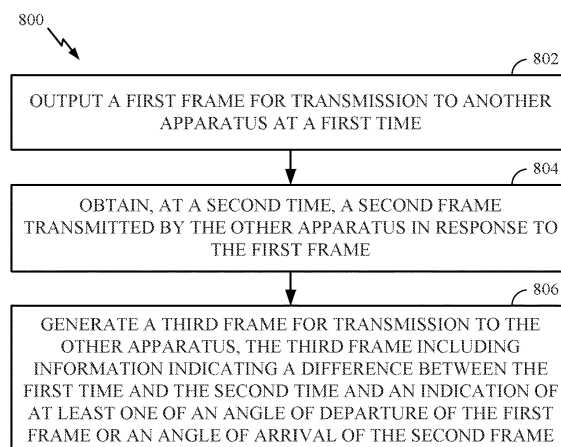 800
802
OUTPUT A FIRST FRAME FOR TRANSMISSION TO ANOTHER
APPARATUS AT A FIRST TIME
804
OBTAIN, AT A SECOND TIME, A SECOND FRAME
TRANSMITTED BY THE OTHER APPARATUS IN RESPONSE TO
THE FIRST FRAME
806
GENERATE A THIRD FRAME FOR TRANSMISSION TO THE
OTHER APPARATUS, THE THIRD FRAME INCLUDING
INFORMATION INDICATING A DIFFERENCE BETWEEN THE
FIRST TIME AND THE SECOND TIME AND AN INDICATION OF
AT LEAST ONE OF AN ANGLE OF DEPARTURE OF THE FIRST
FRAME OR AN ANGLE OF ARRIVAL OF THE SECOND FRAME